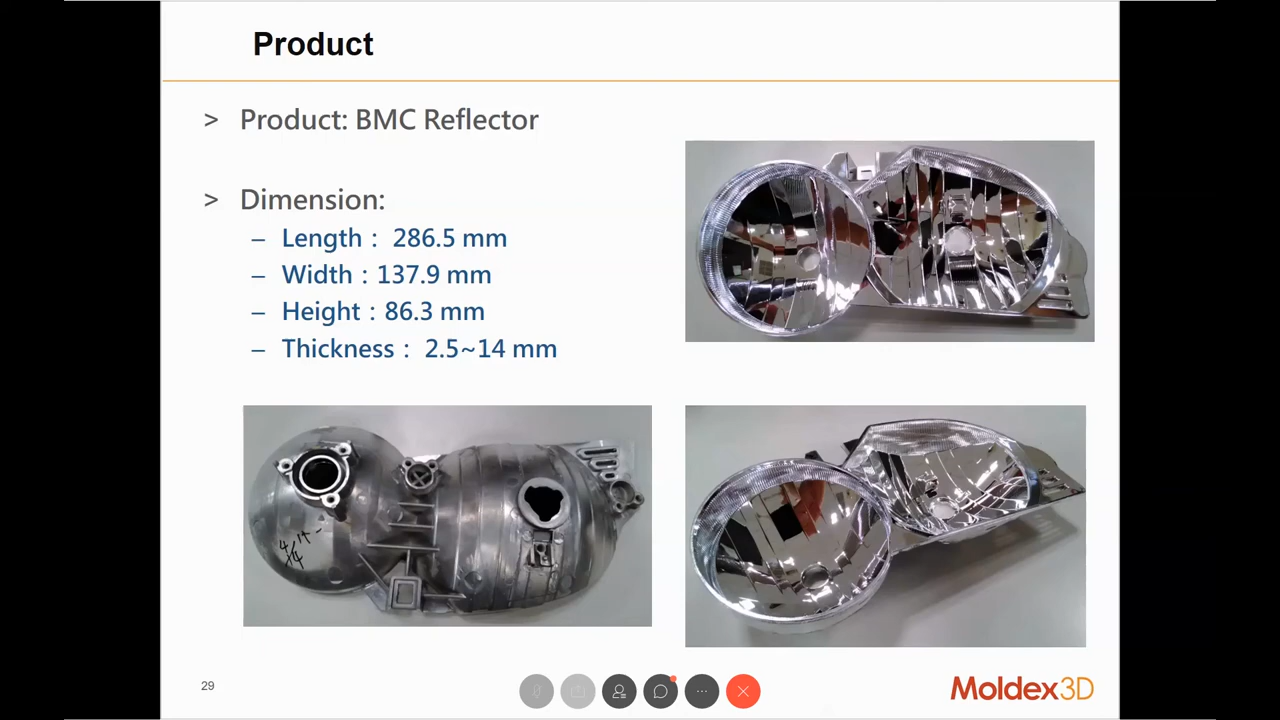 Product
> Product: BMC Reflector
> Dimension:
– Length： 286.5 mm
– Width：137.9 mm
– Height：86.3 mm
– Thickness： 2.5~14 mm
29
Moldex3D